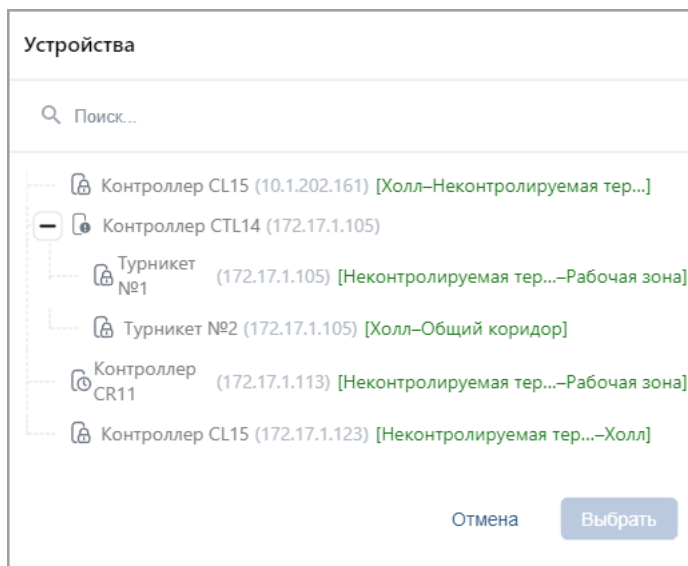 Устройства
Поиск...
Контроллер CL15 (10.1.202.161) [Холл–Неконтролируемая тер...]
Контроллер CTL14 (172.17.1.105)
Турникет №1 (172.17.1.105) [Неконтролируемая тер...–Рабочая зона]
Турникет №2 (172.17.1.105) [Холл–Общий коридор]
Контроллер CR11 (172.17.1.113) [Неконтролируемая тер...–Рабочая зона]
Контроллер CL15 (172.17.1.123) [Неконтролируемая тер...–Холл]
Отмена Выбрать